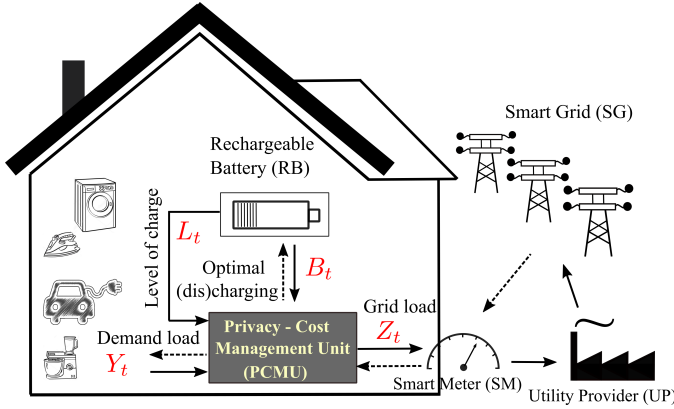 Smart Grid (SG)
Rechargeable
Battery (RB)
Level of charge
L_t
Optimal
(dis)charging
B_t
Grid load
Z_t
Demand load
Y_t
Privacy - Cost
Management Unit
(PCMU)
Smart Meter (SM)
Utility Provider (UP)